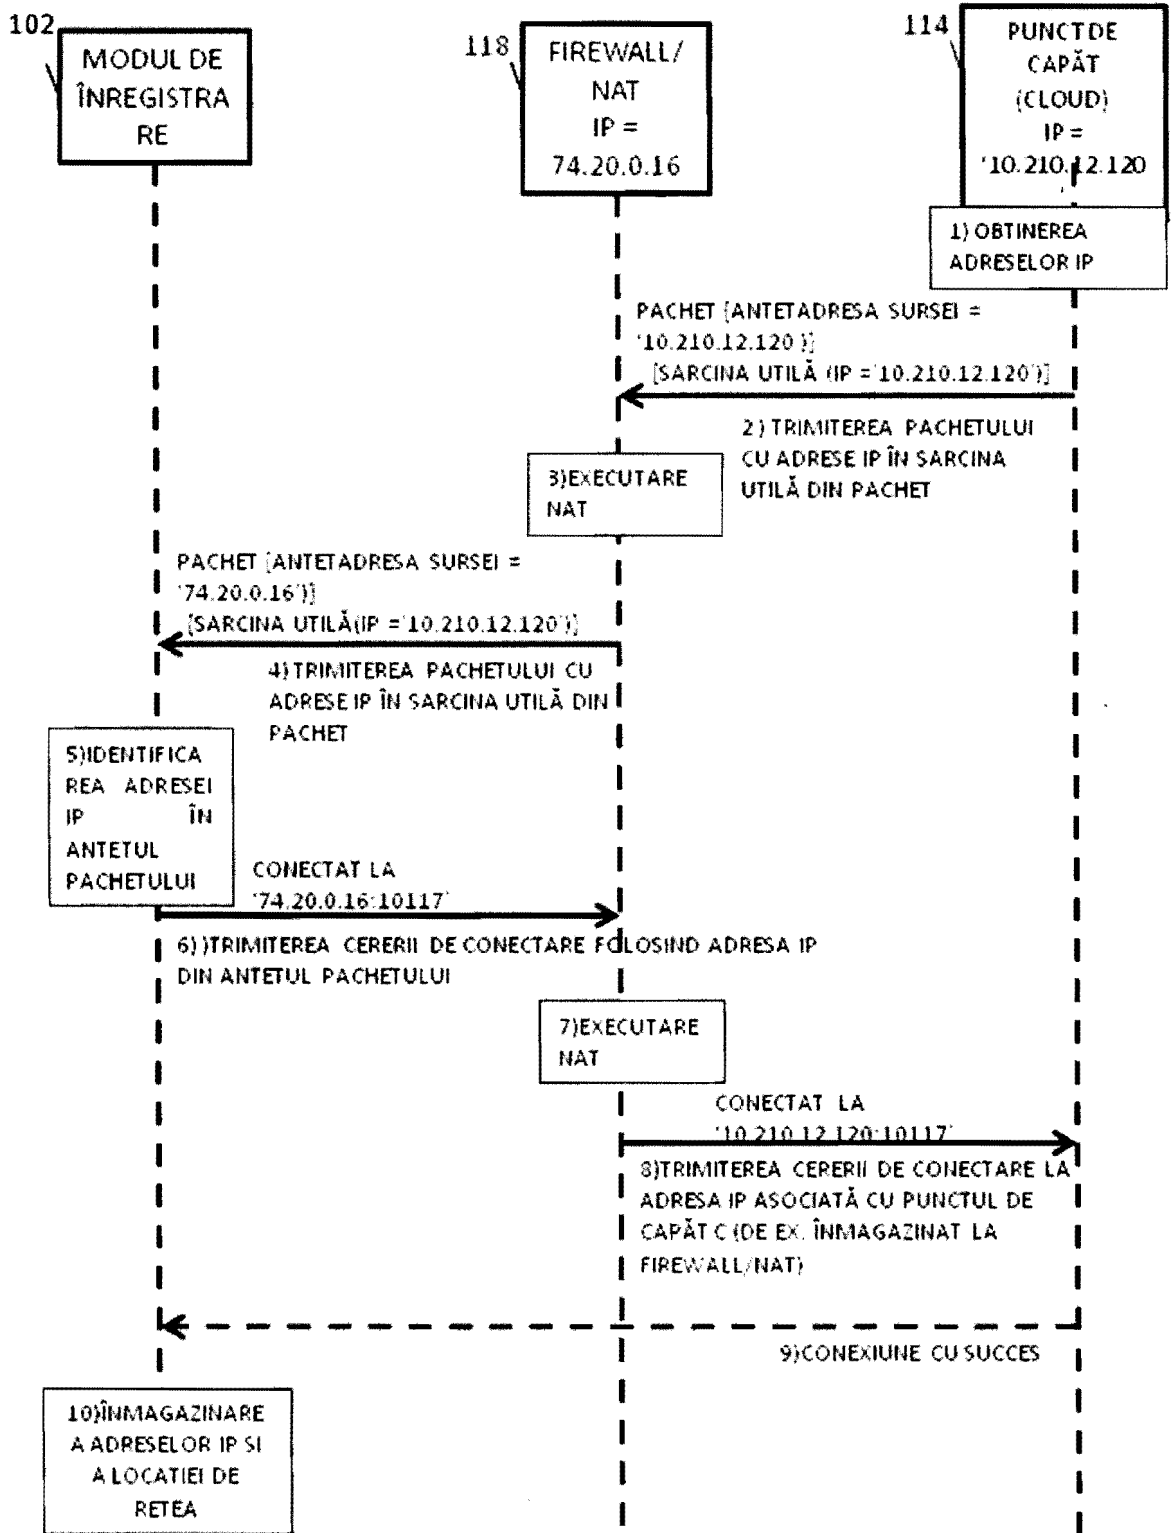 102
MODUL DE
ÎNREGISTRA
RE
118
FIREWALL/
NAT
IP =
74.20.0.16
114
PUNCT DE
CAPĂT
(CLOUD)
IP =
'10.210.12.120
1) OBTINEREA
ADRESELOR IP
PACHET [ANTETADRESA SURSEI =
'10.210.12.120')]
[SARCINA UTILĂ (IP ='10.210.12.120')]
2) TRIMITEREA PACHETULUI
CU ADRESE IP ÎN SARCINA
UTILĂ DIN PACHET
3)EXECUTARE
NAT
PACHET [ANTETADRESA SURSEI =
'74.20.0.16')]
[SARCINA UTILĂ(IP ='10.210.12.120')]
4)TRIMITEREA PACHETULUI CU
ADRESE IP ÎN SARCINA UTILĂ DIN
PACHET
5)IDENTIFICA
REA ADRESEI
IP ÎN
ANTETUL
PACHETULUI
CONECTAT LA
'74.20.0.16:10117'
6) )TRIMITEREA CERERII DE CONECTARE FOLOSIND ADRESA IP
DIN ANTETUL PACHETULUI
7)EXECUTARE
NAT
CONECTAT LA
'10.210.12.120:10117'
8)TRIMITEREA CERERII DE CONECTARE LA
ADRESA IP ASOCIATĂ CU PUNCTUL DE
CAPĂT C (DE EX. ÎNMAGAZINAT LA
FIREWALL/NAT)
9)CONEXIUNE CU SUCCES
10)ÎNMAGAZINARE
A ADRESELOR IP SI
A LOCATIEI DE
RETEA